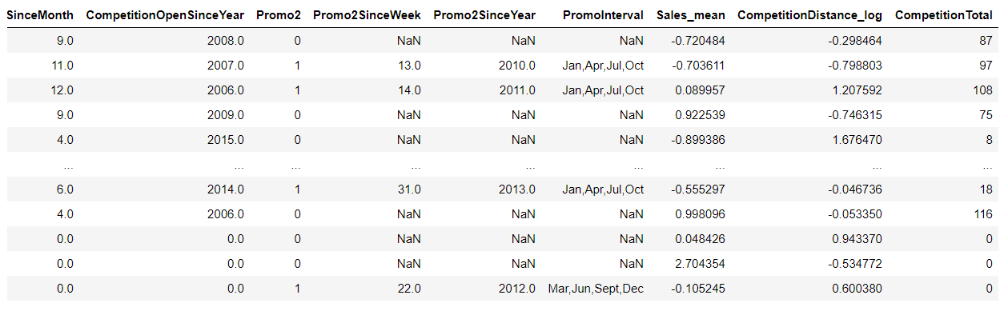 SinceMonth CompetitionOpenSinceYear Promo2 Promo2SinceWeek Promo2SinceYear PromoInterval Sales_mean CompetitionDistance_log CompetitionTotal
9.0 2008.0 0 NaN NaN NaN -0.720484 -0.298464 87
11.0 2007.0 1 13.0 2010.0 Jan,Apr,Jul,Oct -0.703611 -0.798803 97
12.0 2006.0 1 14.0 2011.0 Jan,Apr,Jul,Oct 0.089957 1.207592 108
9.0 2009.0 0 NaN NaN NaN 0.922539 -0.746315 75
4.0 2015.0 0 NaN NaN NaN -0.899386 1.676470 8
... ... ... ... ... ... ... ... ...
6.0 2014.0 1 31.0 2013.0 Jan,Apr,Jul,Oct -0.555297 -0.046736 18
4.0 2006.0 0 NaN NaN NaN 0.998096 -0.053350 116
0.0 0.0 0 NaN NaN NaN 0.048426 0.943370 0
0.0 0.0 0 NaN NaN NaN 2.704354 -0.534772 0
0.0 0.0 1 22.0 2012.0 Mar,Jun,Sept,Dec -0.105245 0.600380 0